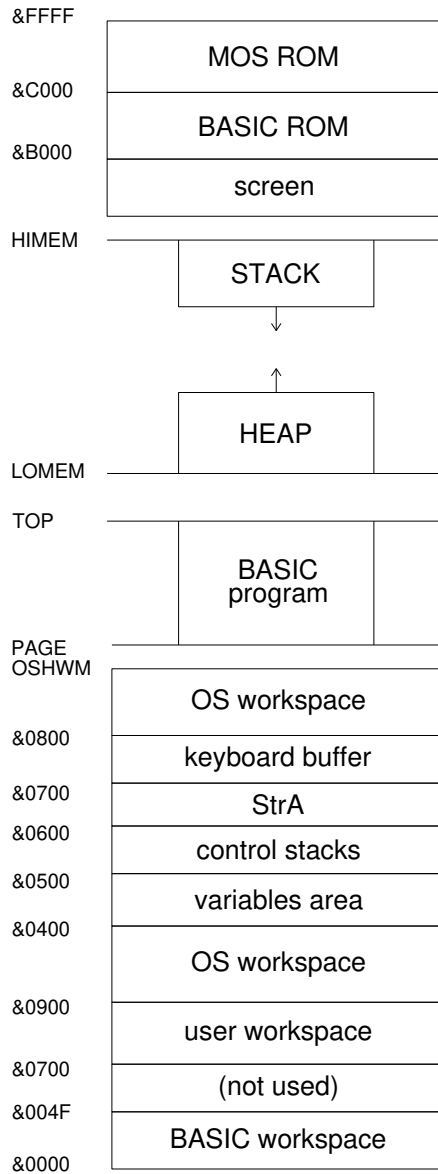 &FFFF
MOS ROM
&C000
BASIC ROM
&B000
screen
HIMEM
STACK
HEAP
LOMEM
TOP
BASIC
program
PAGE
OSHWM
OS workspace
&0800
keyboard buffer
&0700
StrA
&0600
control stacks
&0500
variables area
&0400
OS workspace
&0900
user workspace
&0700
(not used)
&004F
BASIC workspace
&0000